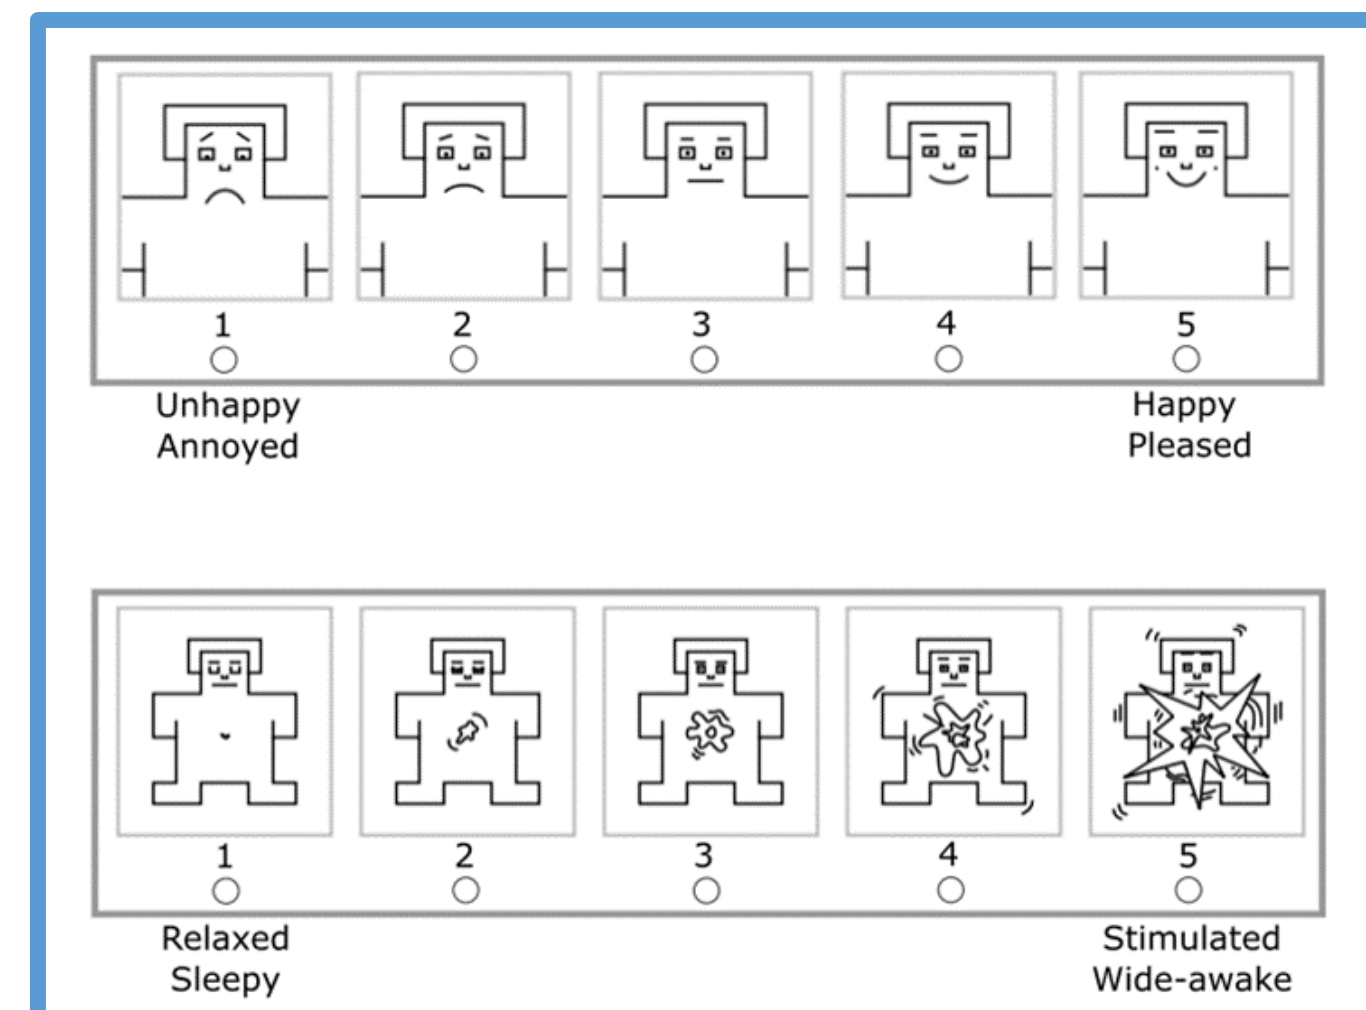 1 2 3 4 5
Unhappy Happy
Annoyed Pleased
1 2 3 4 5
Relaxed Stimulated
Sleepy Wide-awake